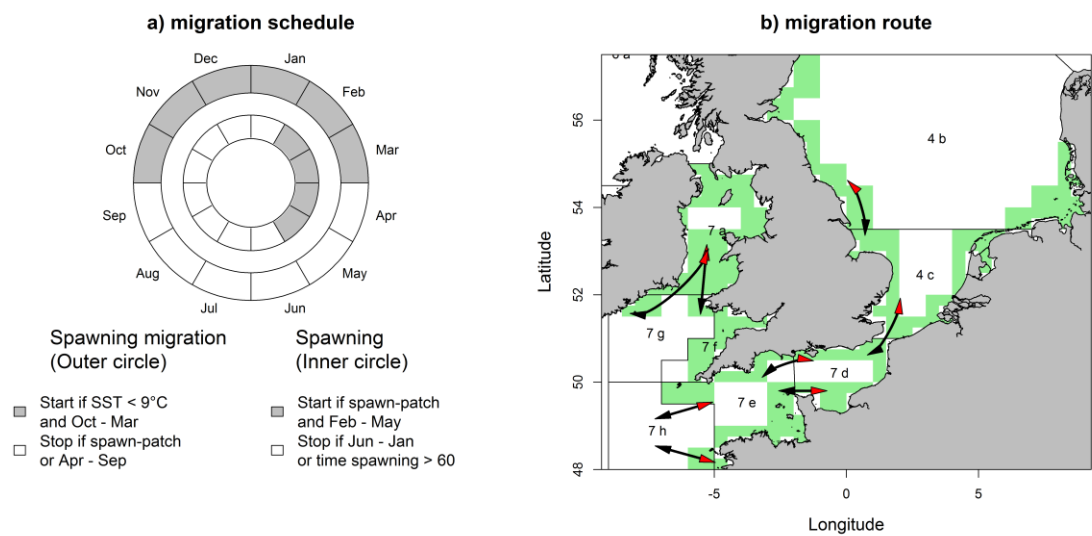 a) migration schedule
Dec
Jan
Nov
Feb
Oct
Mar
Sep
Apr
Aug
May
Jul
Jun
Spawning migration
(Outer circle)
Start if SST < 9°C
and Oct - Mar
Stop if spawn-patch
or Apr - Sep
Spawning
(Inner circle)
Start if spawn-patch
and Feb - May
Stop if Jun - Jan
or time spawning > 60
b) migration route
Latitude
56
54
52
50
48
4 b
7 a
4 c
7 g
7 f
7 d
7 e
7 h
-5
0
5
Longitude